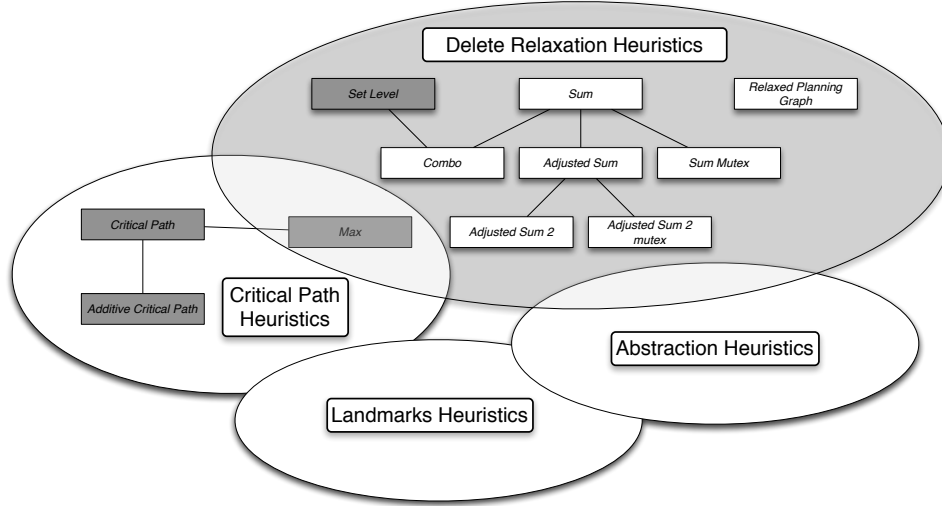 Delete Relaxation Heuristics
Set Level
Sum
Relaxed Planning
Graph
Combo
Adjusted Sum
Sum Mutex
Critical Path
Max
Adjusted Sum 2
Adjusted Sum 2
mutex
Additive Critical Path
Critical Path
Heuristics
Abstraction Heuristics
Landmarks Heuristics